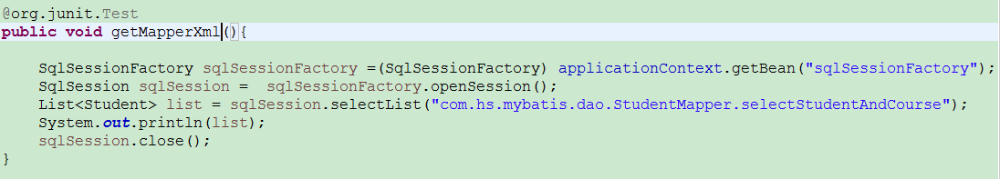 @org.junit.Test
public void getMapperXml(){
SqlSessionFactory sqlSessionFactory =(SqlSessionFactory) applicationContext.getBean("sqlSessionFactory");
SqlSession sqlSession =  sqlSessionFactory.openSession();
List<Student> list = sqlSession.selectList("com.hs.mybatis.dao.StudentMapper.selectStudentAndCourse");
System.out.println(list);
sqlSession.close();
}